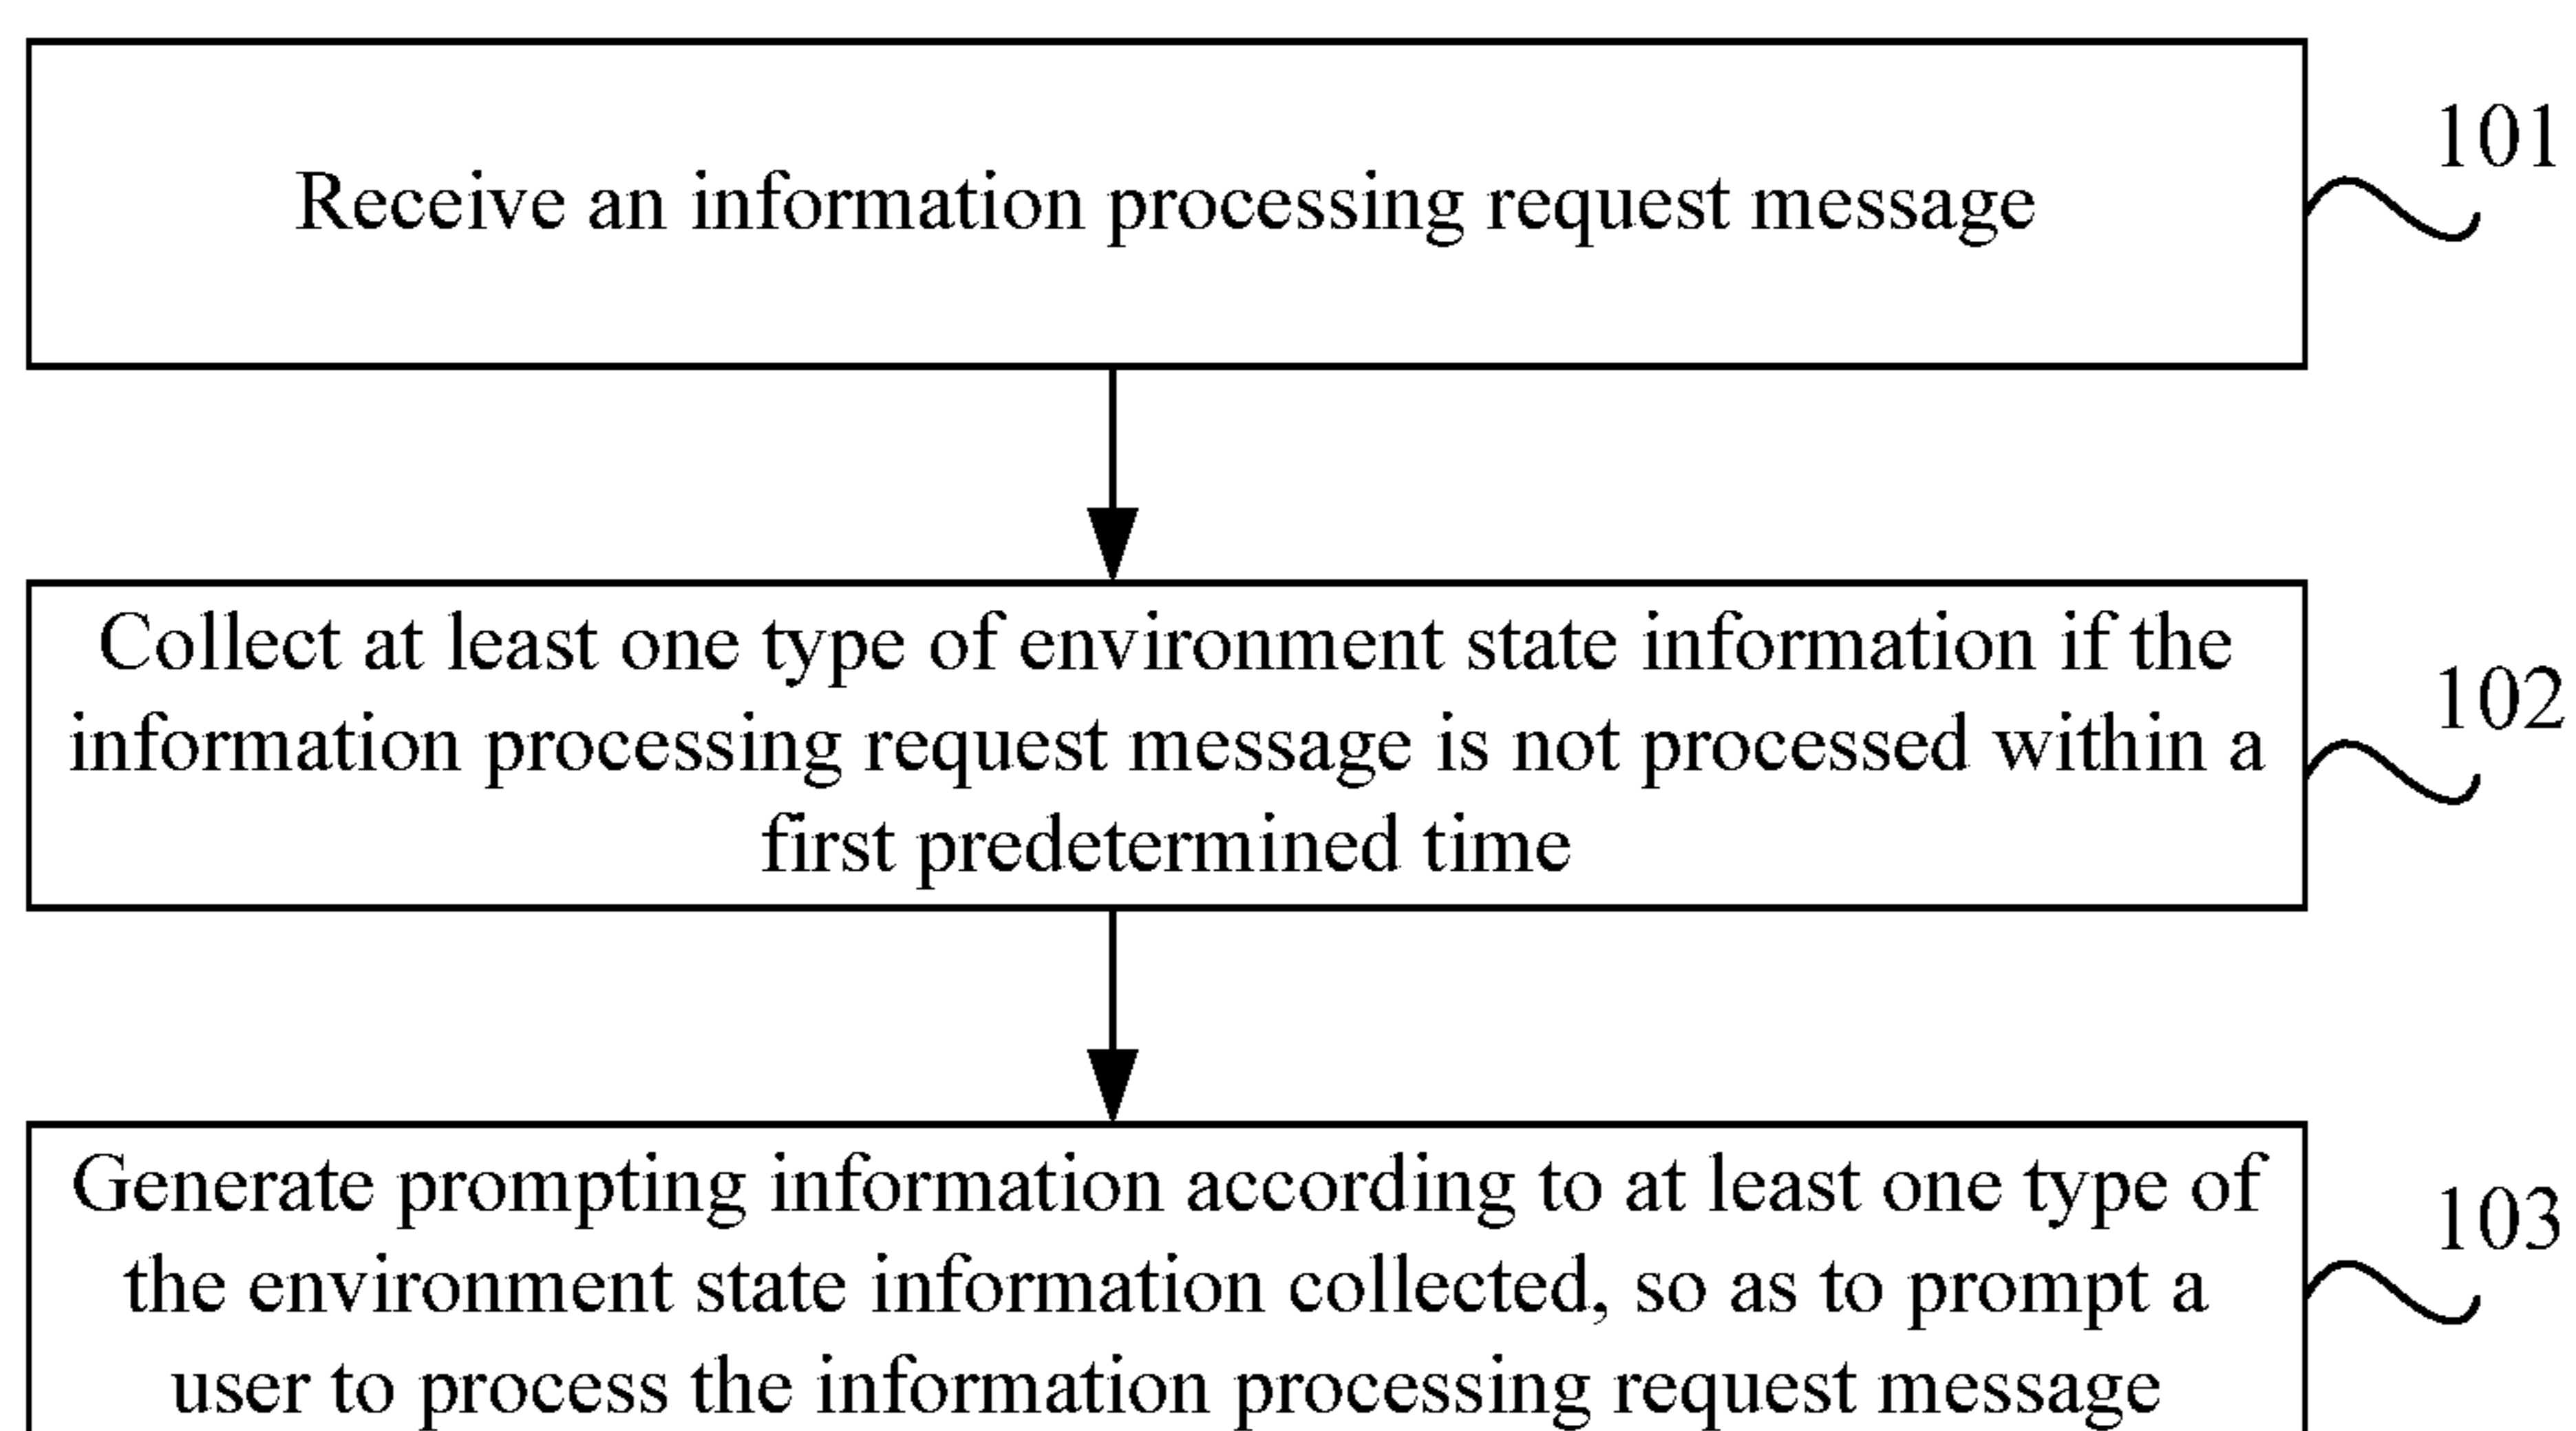 Receive an information processing request message
101
Collect at least one type of environment state information if the
information processing request message is not processed within a
first predetermined time
102
Generate prompting information according to at least one type of
the environment state information collected, so as to prompt a
user to process the information processing request message
103